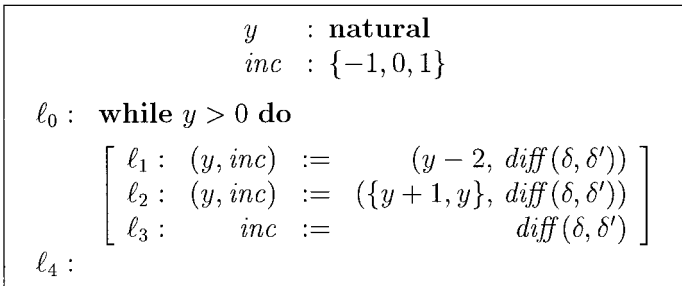 y : natural
inc : {−1, 0, 1}
ℓ₀ : while y > 0 do
ℓ₁ : (y, inc) := (y − 2, diff(δ, δ′))
ℓ₂ : (y, inc) := ({y + 1, y}, diff(δ, δ′))
ℓ₃ : inc := diff(δ, δ′)
ℓ₄ :